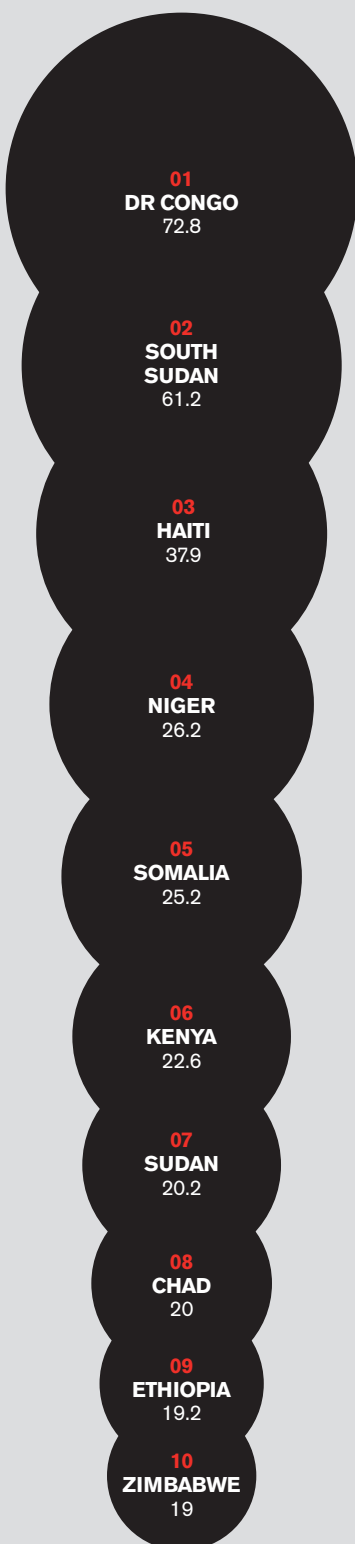 01
DR CONGO
72.8
02
SOUTH
SUDAN
61.2
03
HAITI
37.9
04
NIGER
26.2
05
SOMALIA
25.2
06
KENYA
22.6
07
SUDAN
20.2
08
CHAD
20
09
ETHIOPIA
19.2
10
ZIMBABWE
19